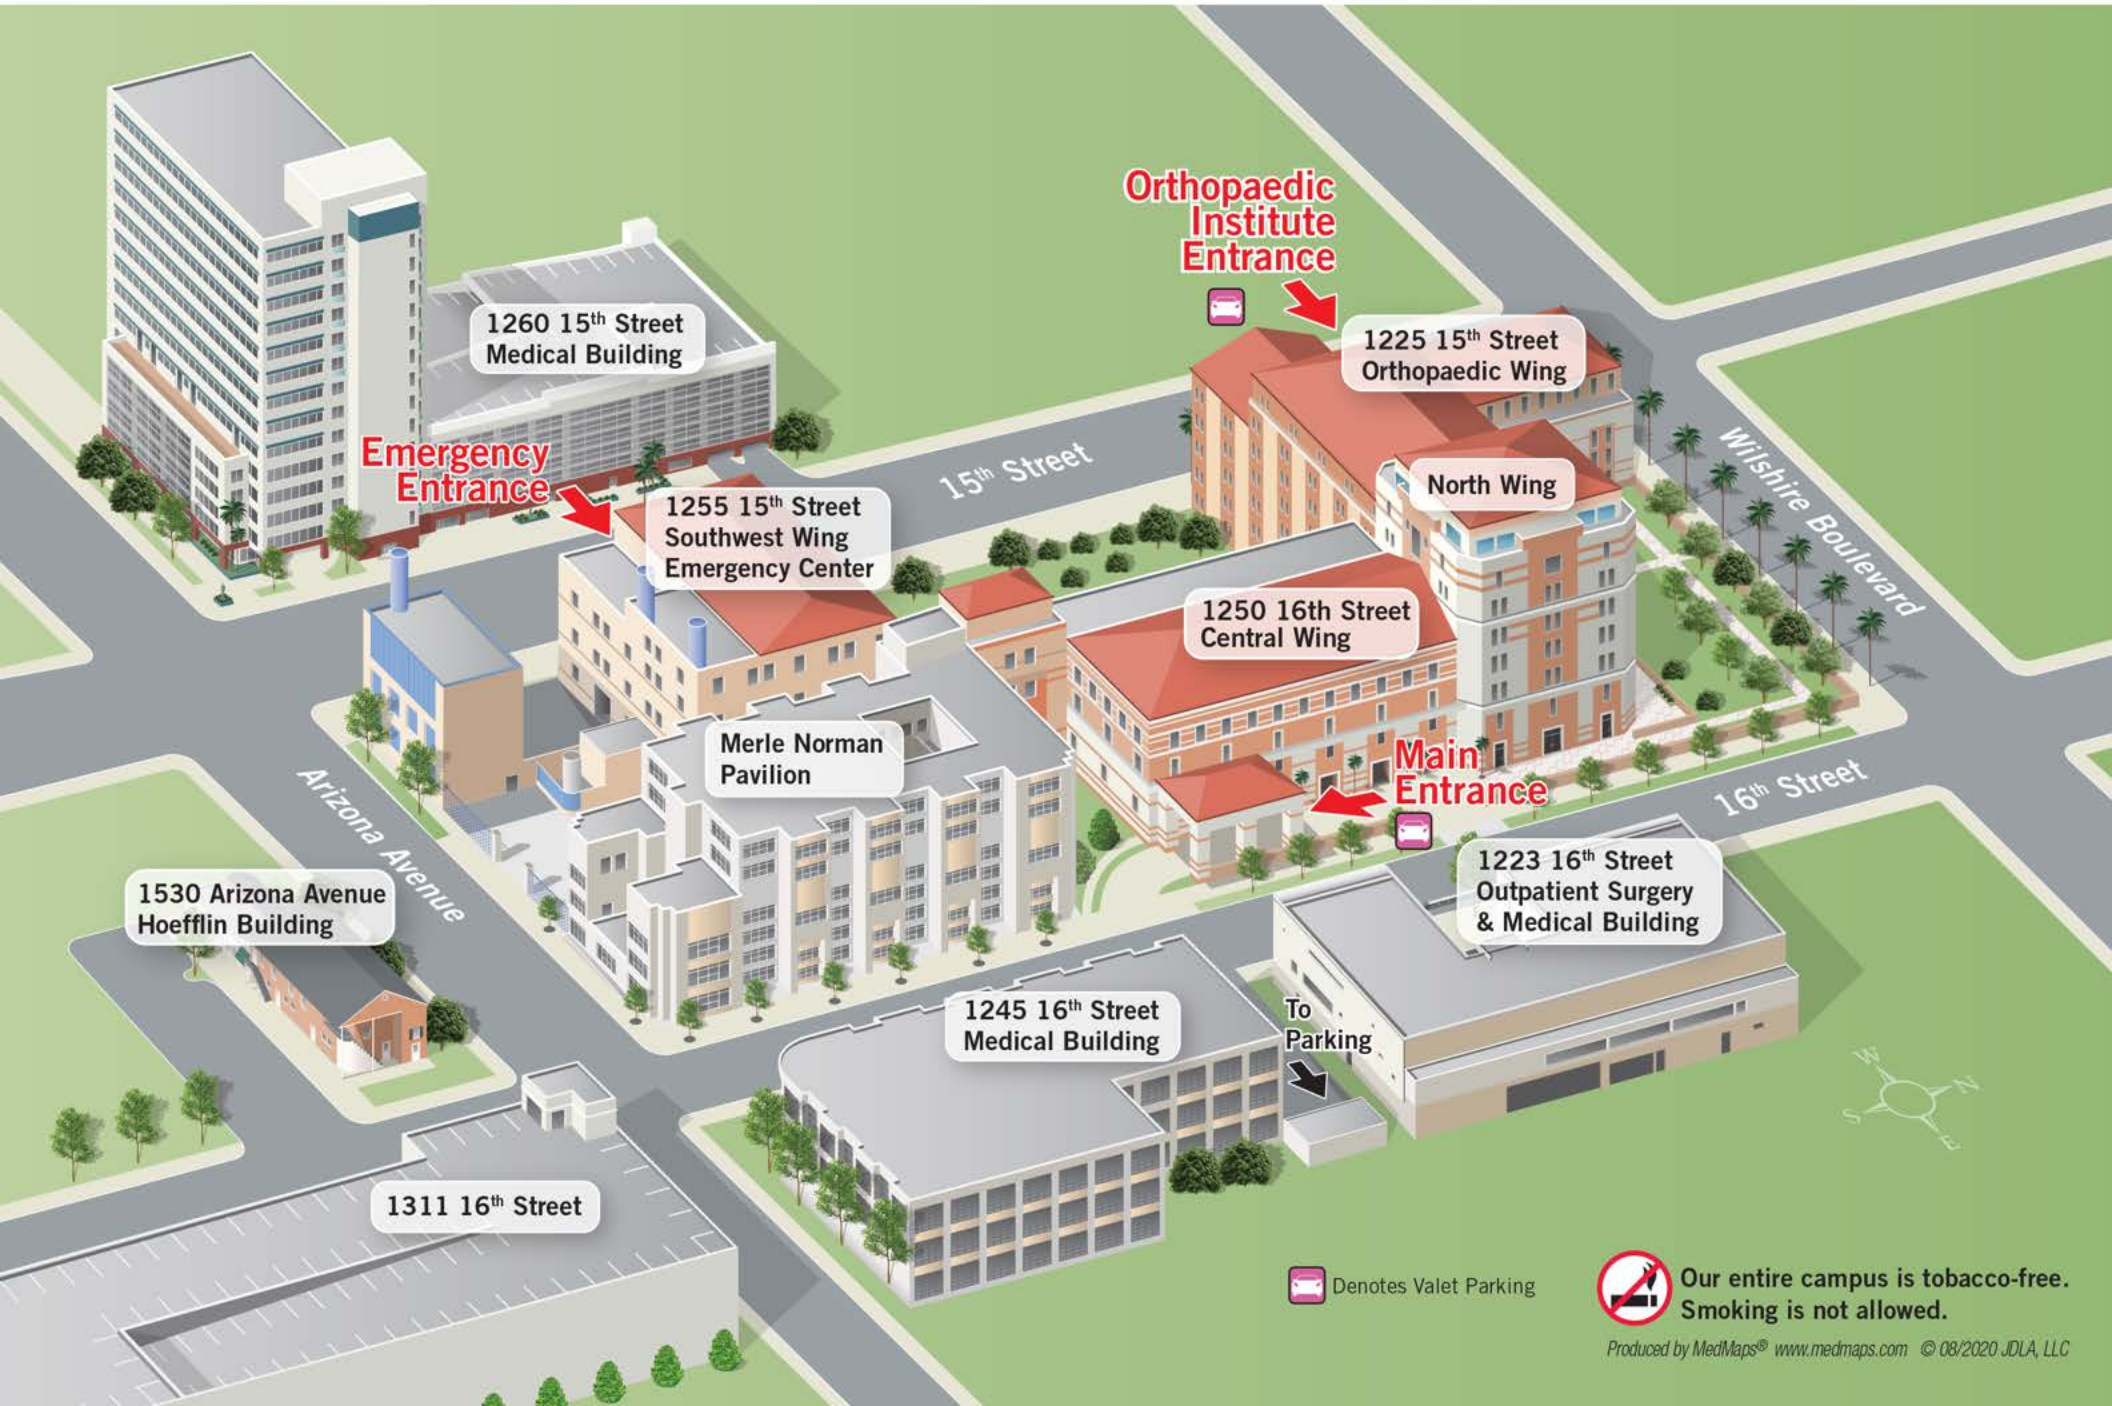 Orthopaedic
Institute
Entrance
1260 15th Street
Medical Building
1225 15th Street
Orthopaedic Wing
Emergency
Entrance
15th Street
Wilshire Boulevard
North Wing
1255 15th Street
Southwest Wing
Emergency Center
1250 16th Street
Central Wing
Merle Norman
Pavilion
Main
Entrance
16th Street
Arizona Avenue
1530 Arizona Avenue
Hoefflin Building
1223 16th Street
Outpatient Surgery
& Medical Building
1245 16th Street
Medical Building
To
Parking
W
N
S
E
1311 16th Street
Denotes Valet Parking
Our entire campus is tobacco-free.
Smoking is not allowed.
Produced by MedMaps® www.medmaps.com © 08/2020 JDLA, LLC